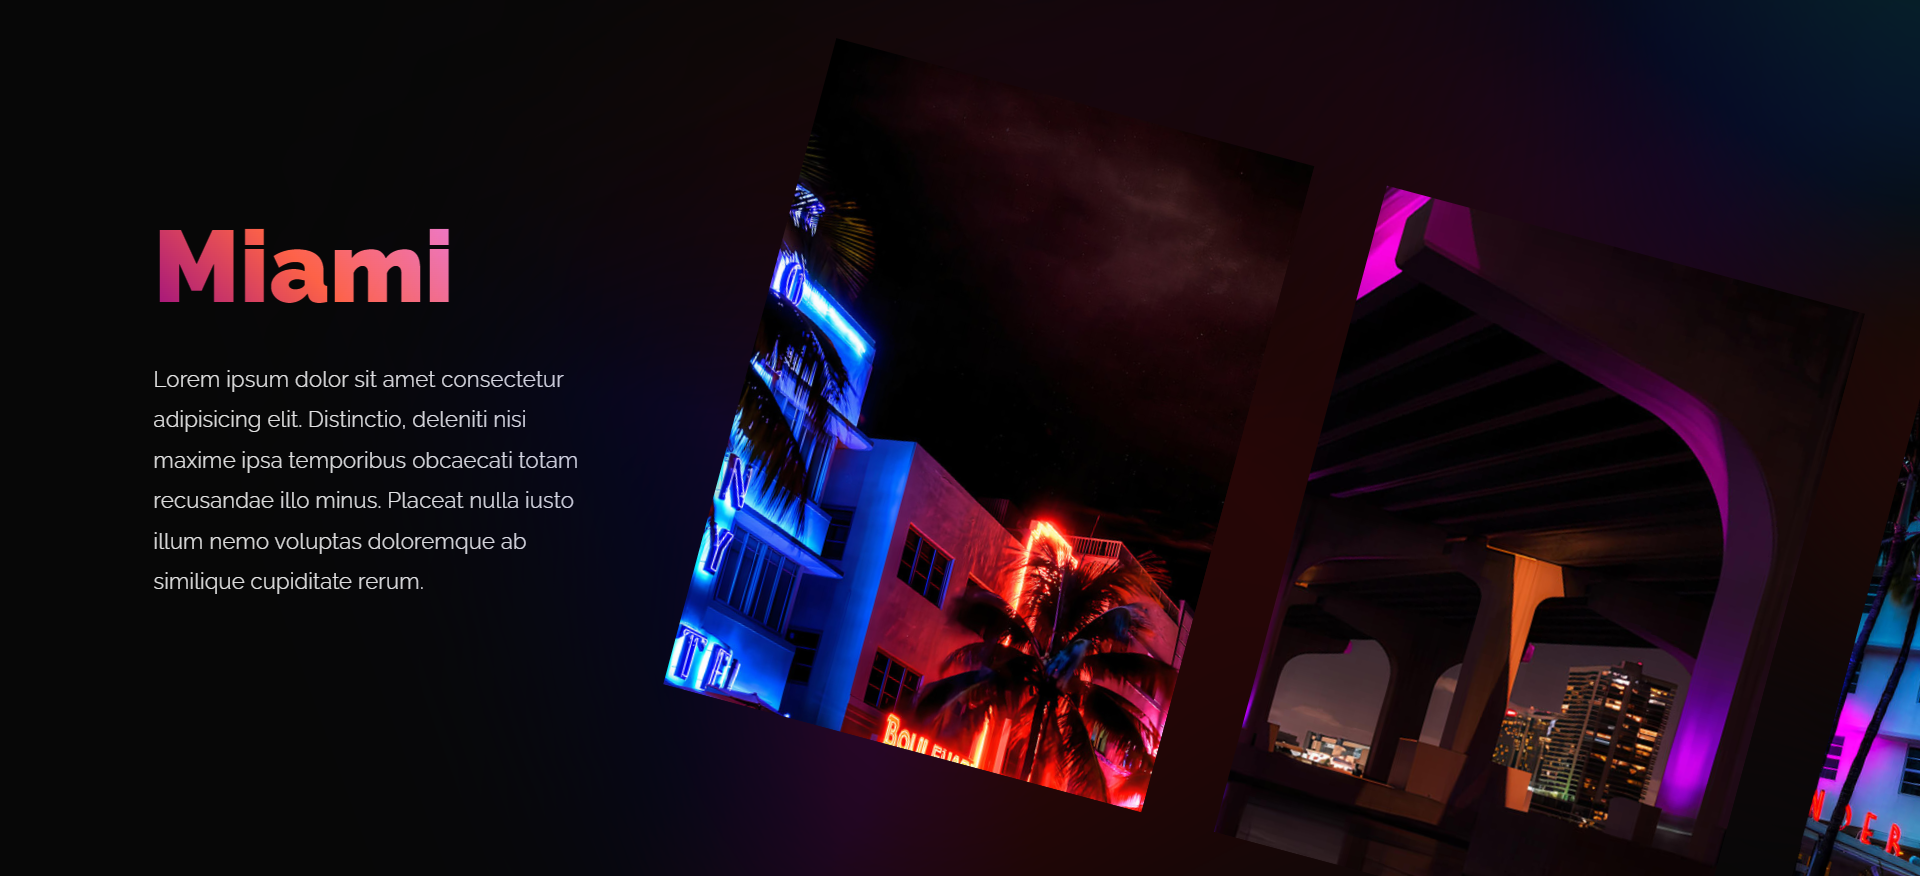 Miami
Lorem ipsum dolor sit amet consectetur
adipisicing elit. Distinctio, deleniti nisi
maxime ipsa temporibus obcaecati totam
recusandae illo minus. Placeat nulla iusto
illum nemo voluptas doloremque ab
similique cupiditate rerum.
O
N
Y
TEL